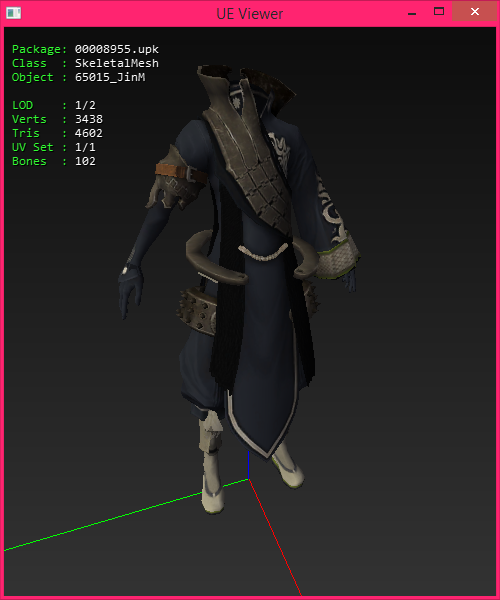 UE Viewer
Package: 00008955.upk
Class : SkeletalMesh
Object : 65015_JinM
LOD : 1/2
Verts : 3438
Tris : 4602
UV Set : 1/1
Bones : 102